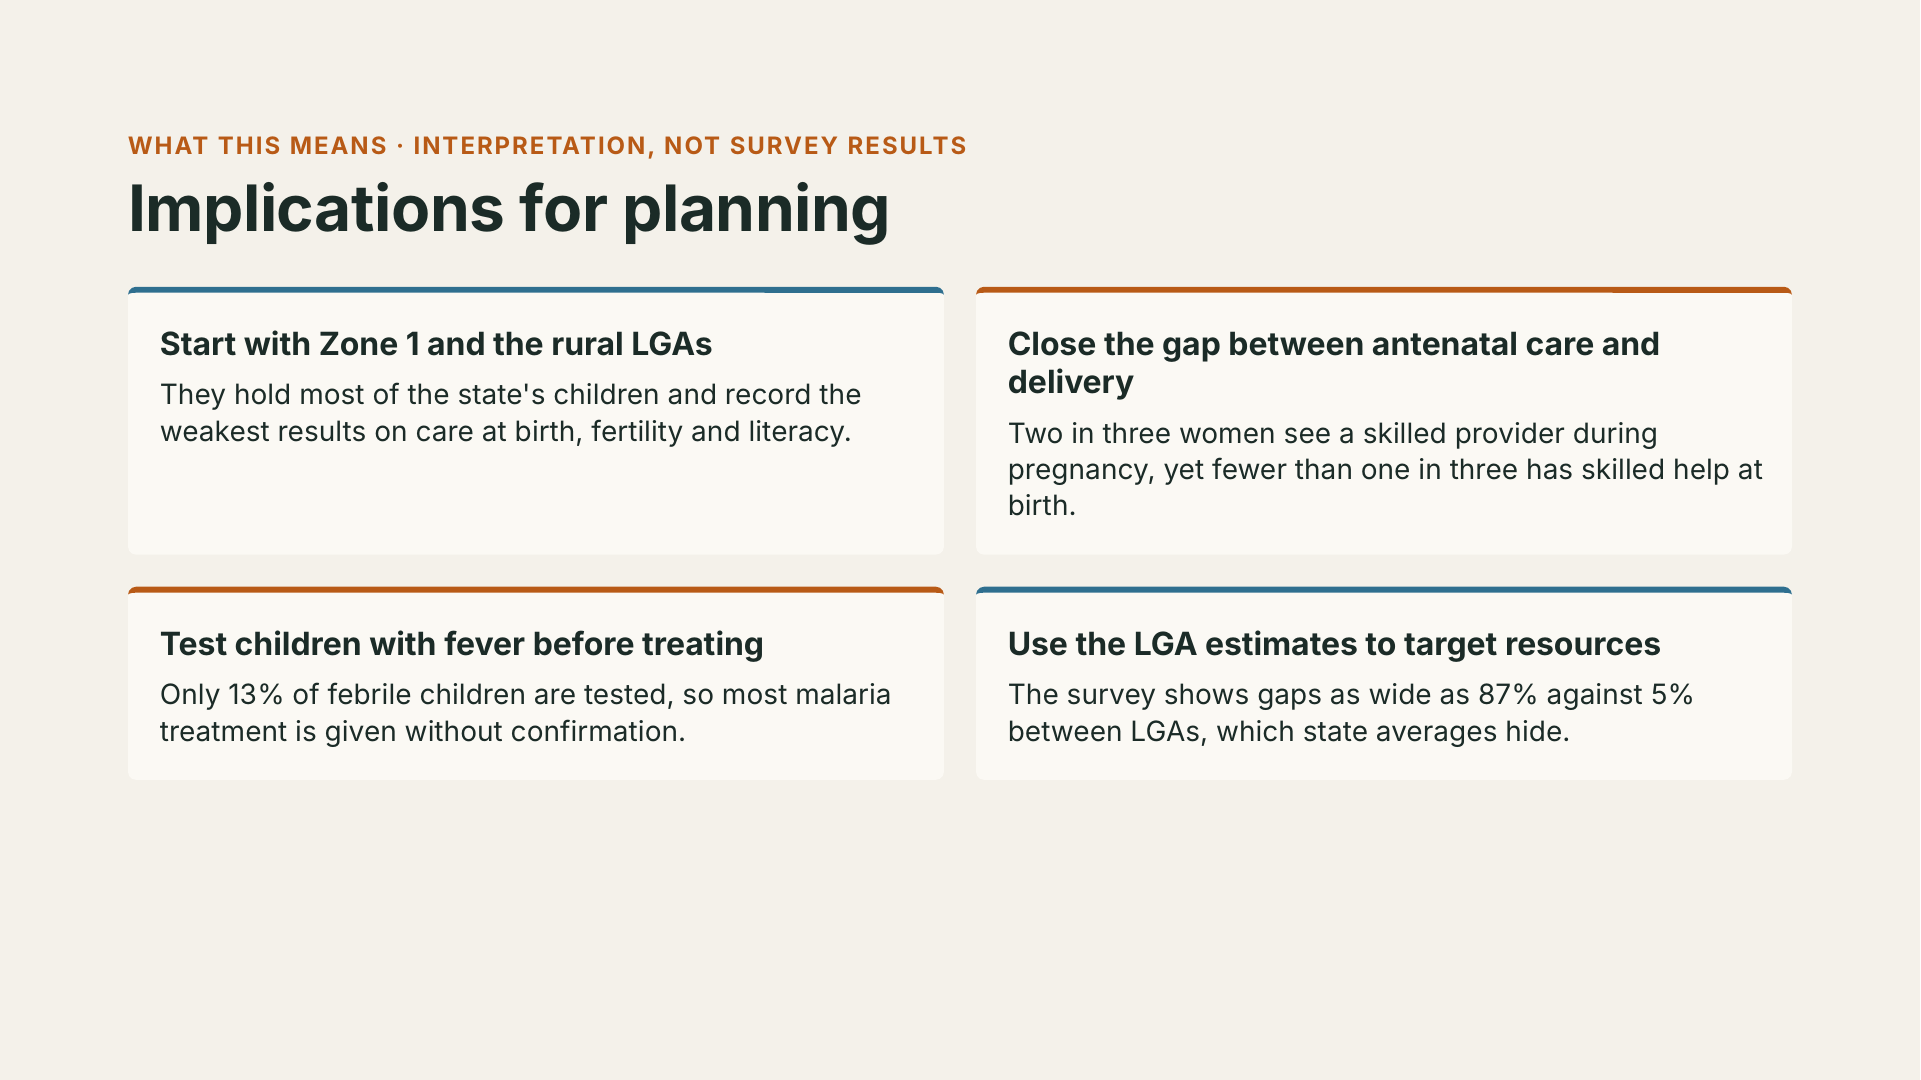 WHAT THIS MEANS · INTERPRETATION, NOT SURVEY RESULTS
Implications for planning
Start with Zone 1 and the rural LGAs
They hold most of the state's children and record the
weakest results on care at birth, fertility and literacy.
Close the gap between antenatal care and
delivery
Two in three women see a skilled provider during
pregnancy, yet fewer than one in three has skilled help at
birth.
Test children with fever before treating
Only 13% of febrile children are tested, so most malaria
treatment is given without confirmation.
Use the LGA estimates to target resources
The survey shows gaps as wide as 87% against 5%
between LGAs, which state averages hide.